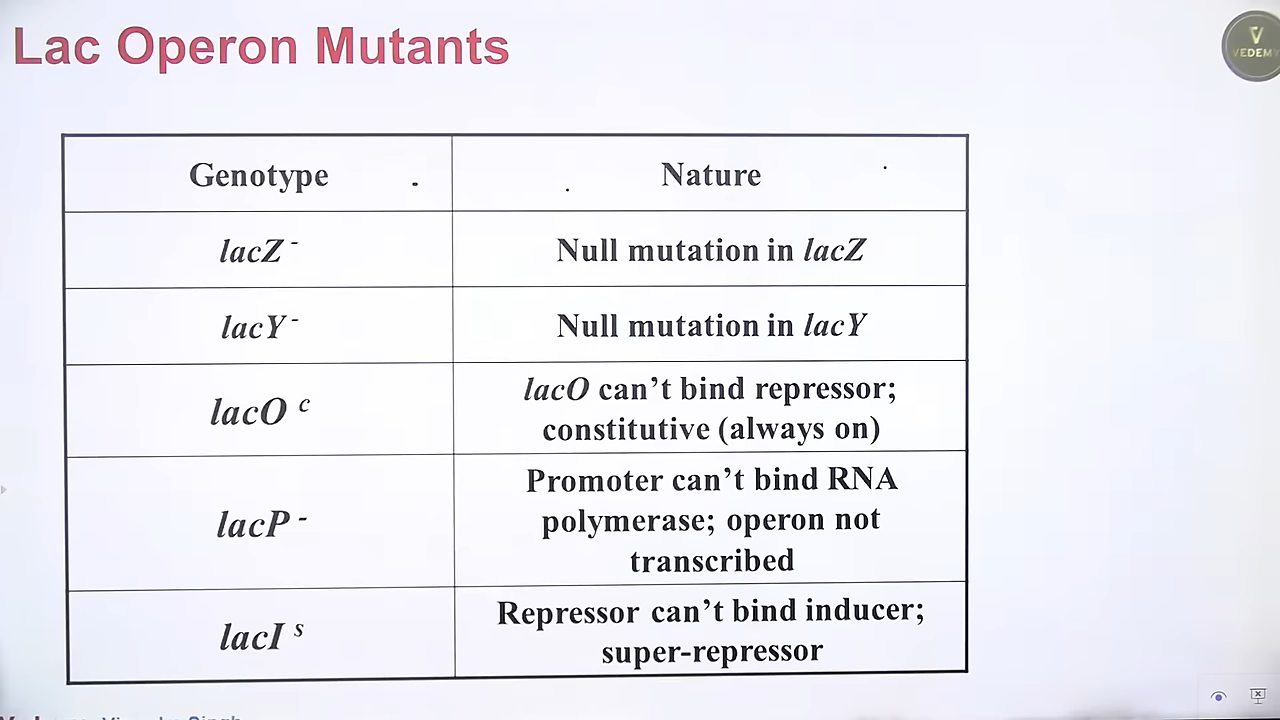 Lac Operon Mutants
VEDEMY
Genotype
Nature
lacZ -
Null mutation in lacZ
lacY -
Null mutation in lacY
lacO c
lacO can't bind repressor;
constitutive (always on)
lacP -
Promoter can't bind RNA
polymerase; operon not
transcribed
lacI s
Repressor can't bind inducer;
super-repressor